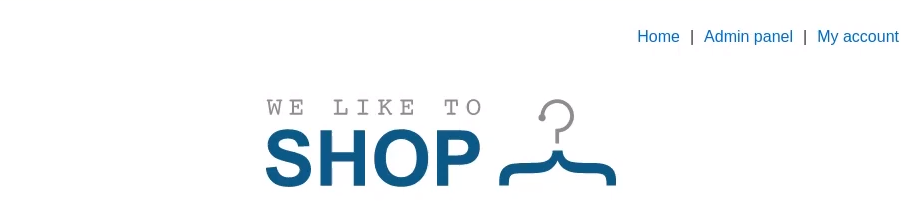 Home | Admin panel | My account
WE LIKE TO
SHOP